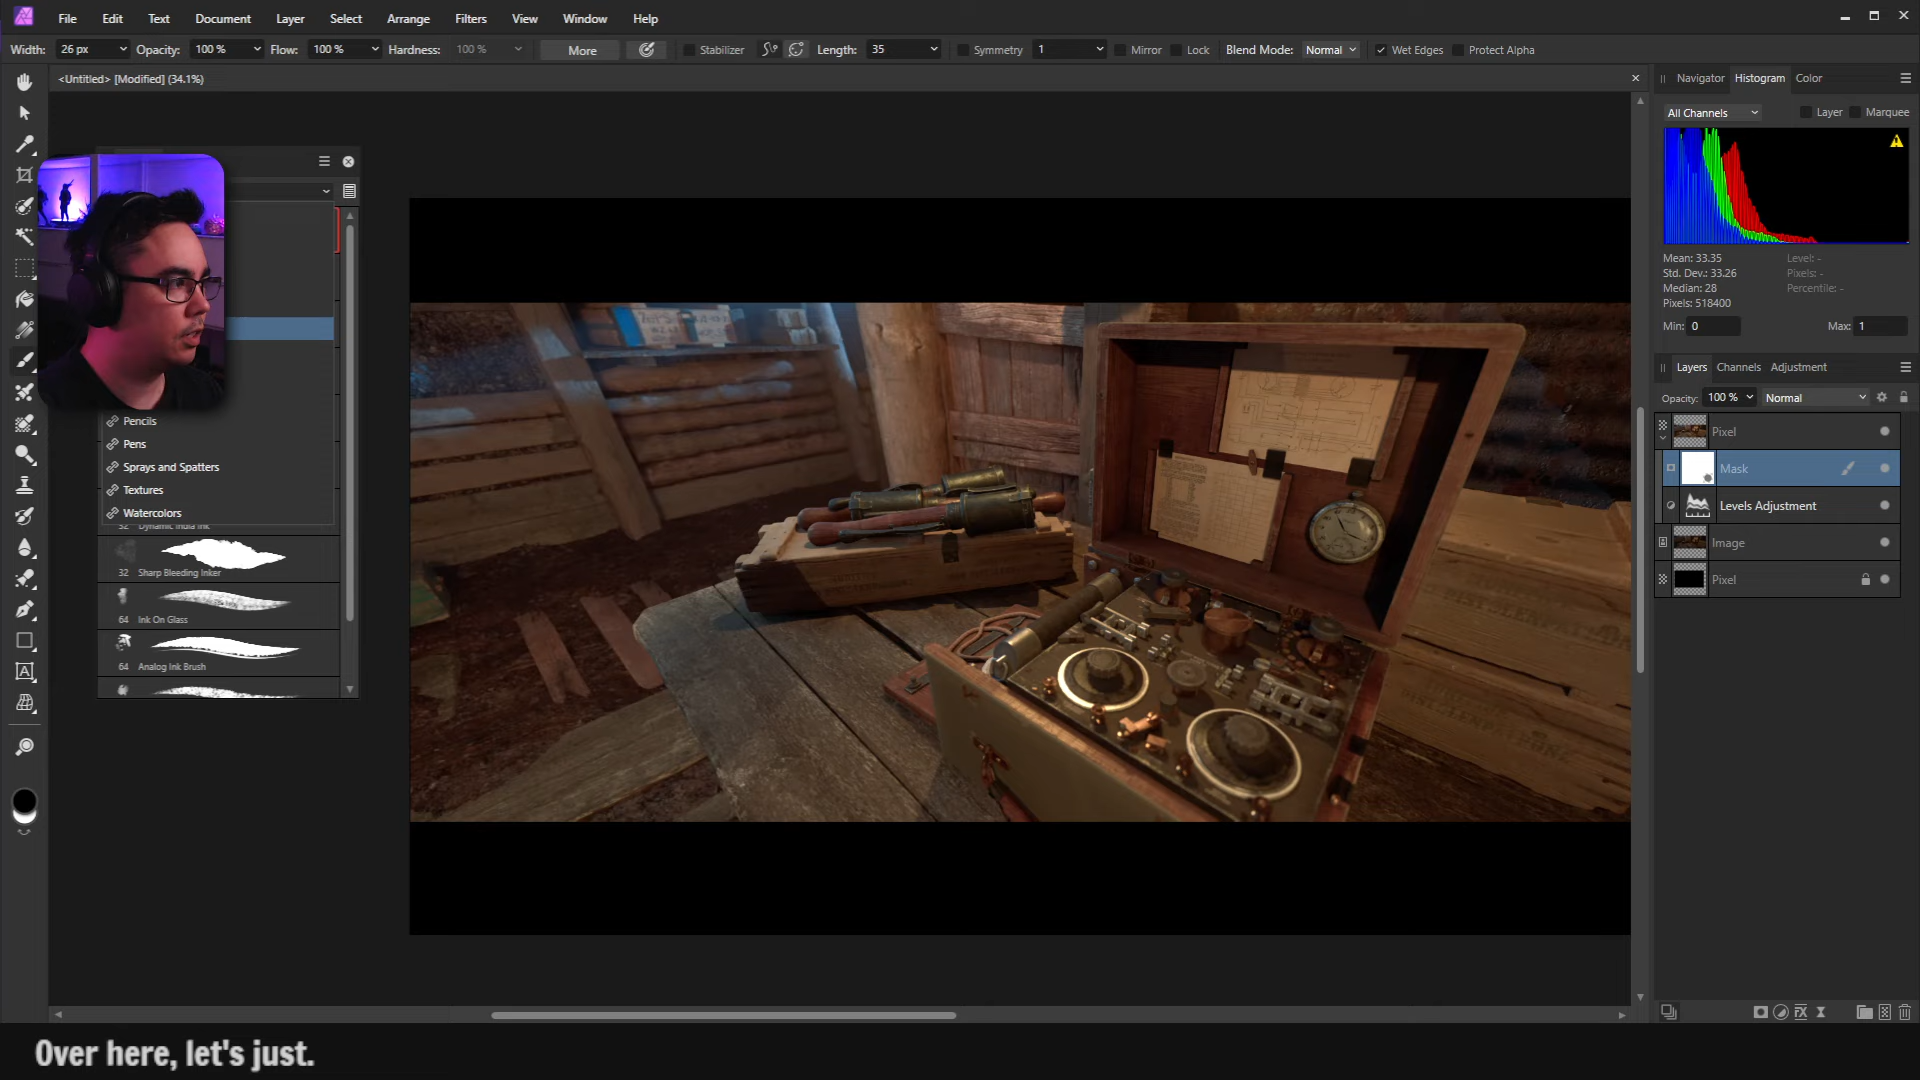 File Edit Text Document Layer Select Arrange Filters View Window Help
Width: 26 px Opacity: 100 % Flow: 100 % Hardness: 100 % More Stabilizer Length: 35 Symmetry 1 Mirror Lock Blend Mode: Normal Wet Edges Protect Alpha
<Untitled> [Modified] (34.1%)
Navigator Histogram Color
All Channels Layer Marquee
Mean: 33.35 Level: -
Std. Dev.: 33.26 Pixels: -
Median: 28 Percentile: -
Pixels: 518400
Min: 0 Max: 1
Layers Channels Adjustment
Opacity: 100 % Normal
Pixel
Mask
Levels Adjustment
Image
Pixel
Pencils
Pens
Sprays and Spatters
Textures
Watercolors
32 Dynamic India Ink
32 Sharp Bleeding Inker
64 Ink On Glass
64 Analog Ink Brush
Over here, let's just.